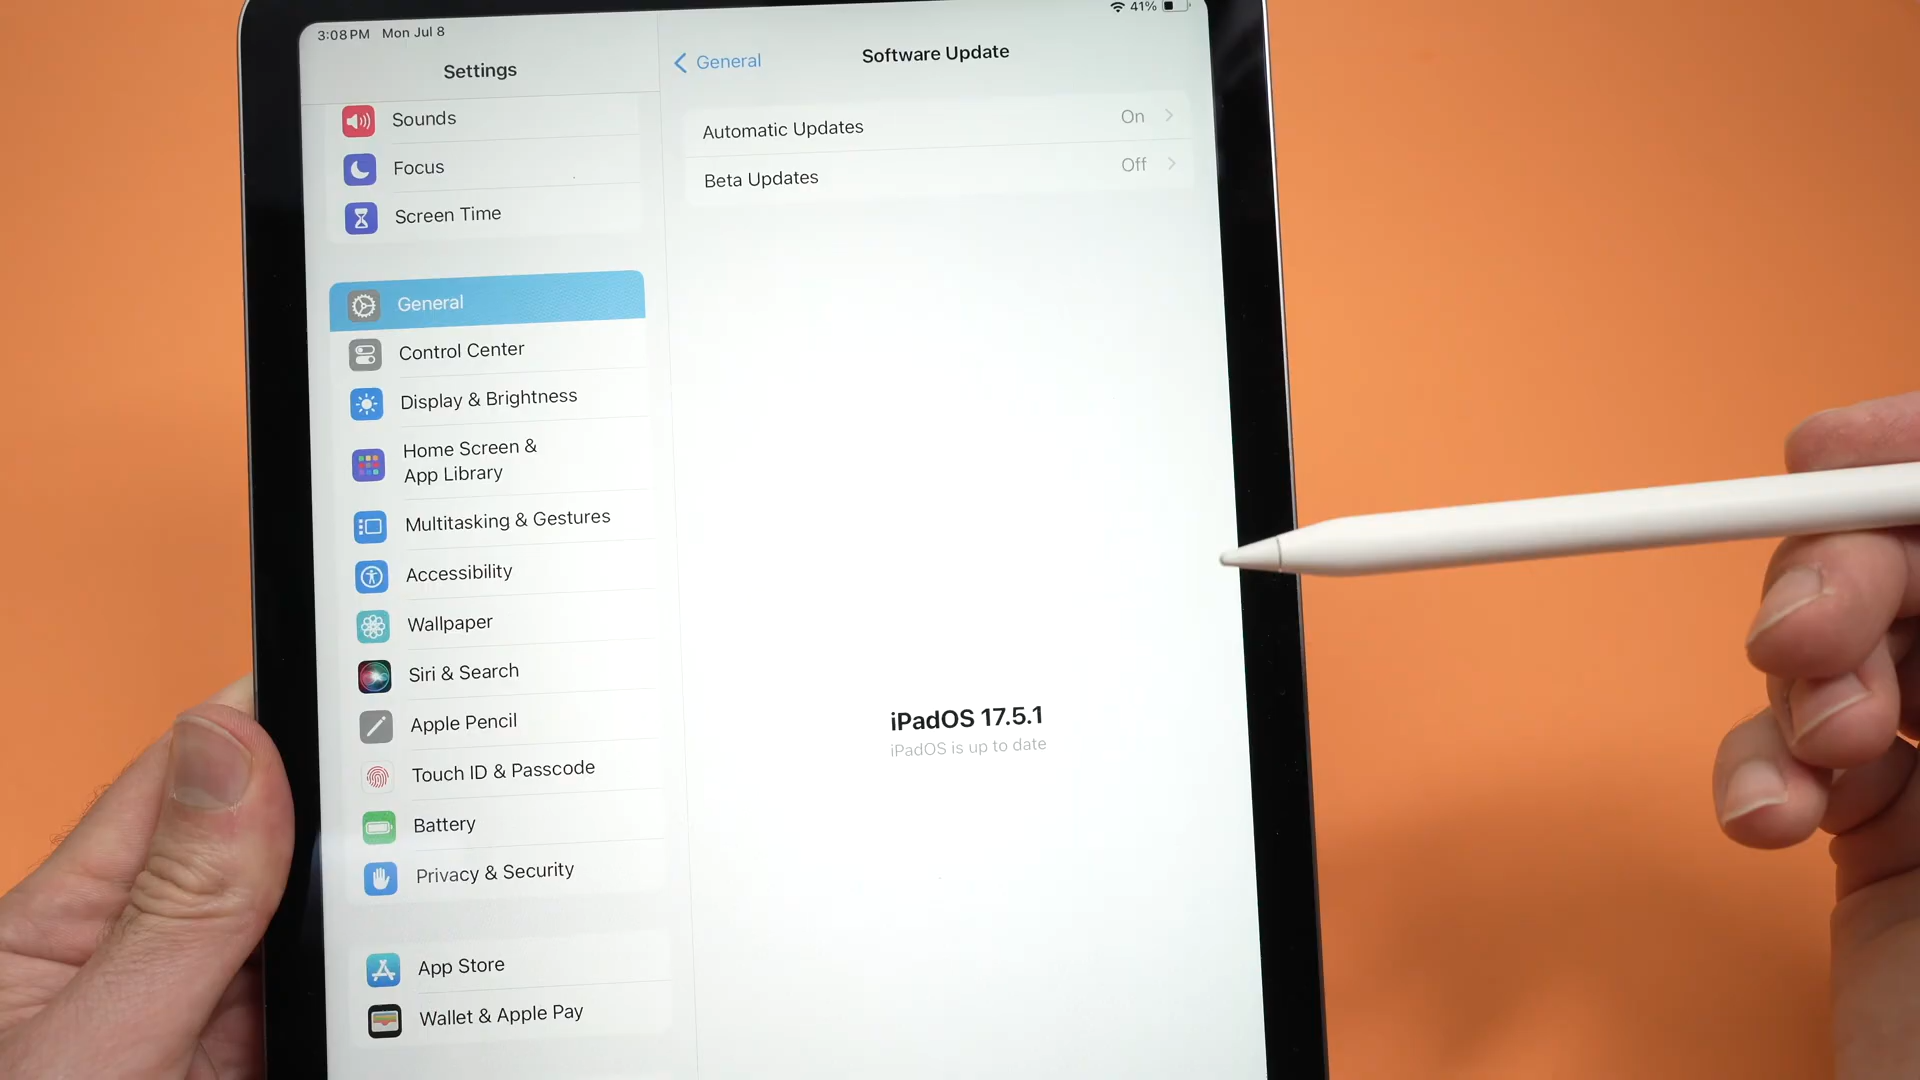 3:08 PM Mon Jul 8
41%
Settings
Sounds
Focus
Screen Time
General
Control Center
Display & Brightness
Home Screen &
App Library
Multitasking & Gestures
Accessibility
Wallpaper
Siri & Search
Apple Pencil
Touch ID & Passcode
Battery
Privacy & Security
App Store
Wallet & Apple Pay
General
Software Update
Automatic Updates On
Beta Updates Off
iPadOS 17.5.1
iPadOS is up to date